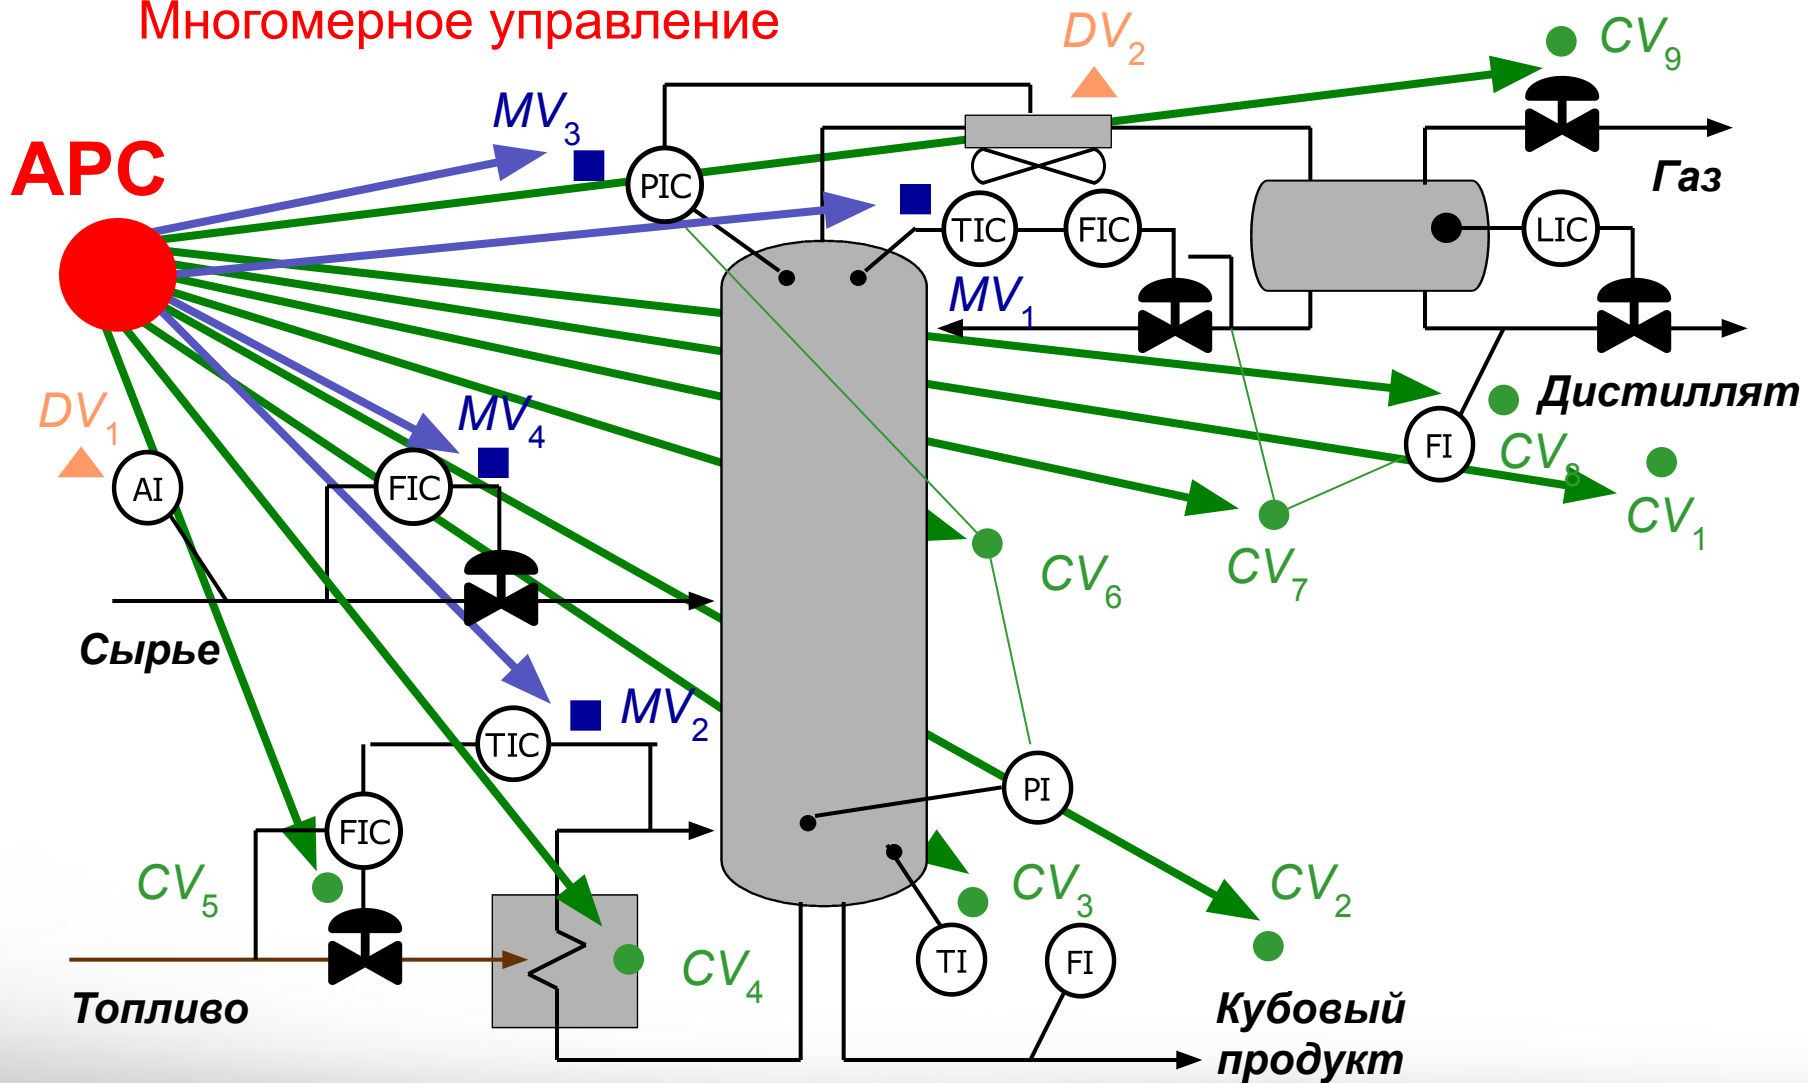 Многомерное управление
DV2
CV9
MV3
APC
PIC
Газ
TIC
FIC
LIC
MV1
DV1
MV4
Дистиллят
FI
CV8
AI
FIC
CV1
CV6
CV7
Сырье
MV2
TIC
PI
FIC
CV5
CV3
CV2
TI
FI
CV4
Топливо
Кубовый
продукт